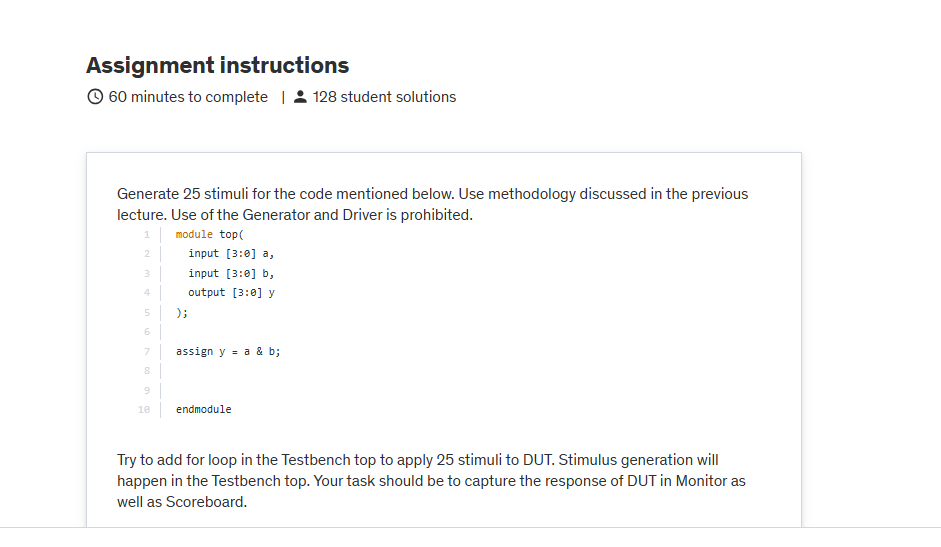 Assignment instructions
60 minutes to complete | 128 student solutions
Generate 25 stimuli for the code mentioned below. Use methodology discussed in the previous
lecture. Use of the Generator and Driver is prohibited.
1 module top(
2 input [3:0] a,
3 input [3:0] b,
4 output [3:0] y
5 );
6
7 assign y = a & b;
8
9
10 endmodule
Try to add for loop in the Testbench top to apply 25 stimuli to DUT. Stimulus generation will
happen in the Testbench top. Your task should be to capture the response of DUT in Monitor as
well as Scoreboard.